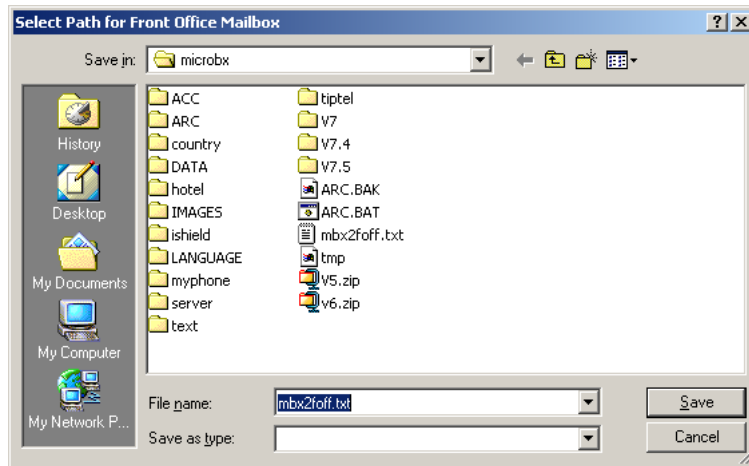 Select Path for Front Office Mailbox
Save in: microbx
History
Desktop
My Documents
My Computer
My Network P...
ACC
ARC
country
DATA
hotel
IMAGES
ishield
LANGUAGE
myphone
server
text
tiptel
V7
V7.4
V7.5
ARC.BAK
ARC.BAT
mbx2foff.txt
tmp
V5.zip
v6.zip
File name: mbx2foff.txt
Save
Save as type:
Cancel